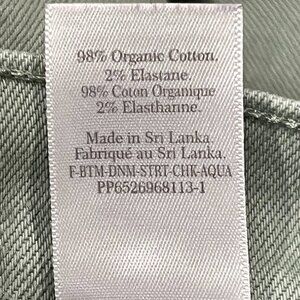 98% Organic Cotton.
2% Elastane
98% Coton Organique
2% Elasthanne.
Made in Sri Lanka.
Fabriqué au Sri Lanka.
F-BTM-DNM-STRT-CHK-AQUA
PP6526968113-1